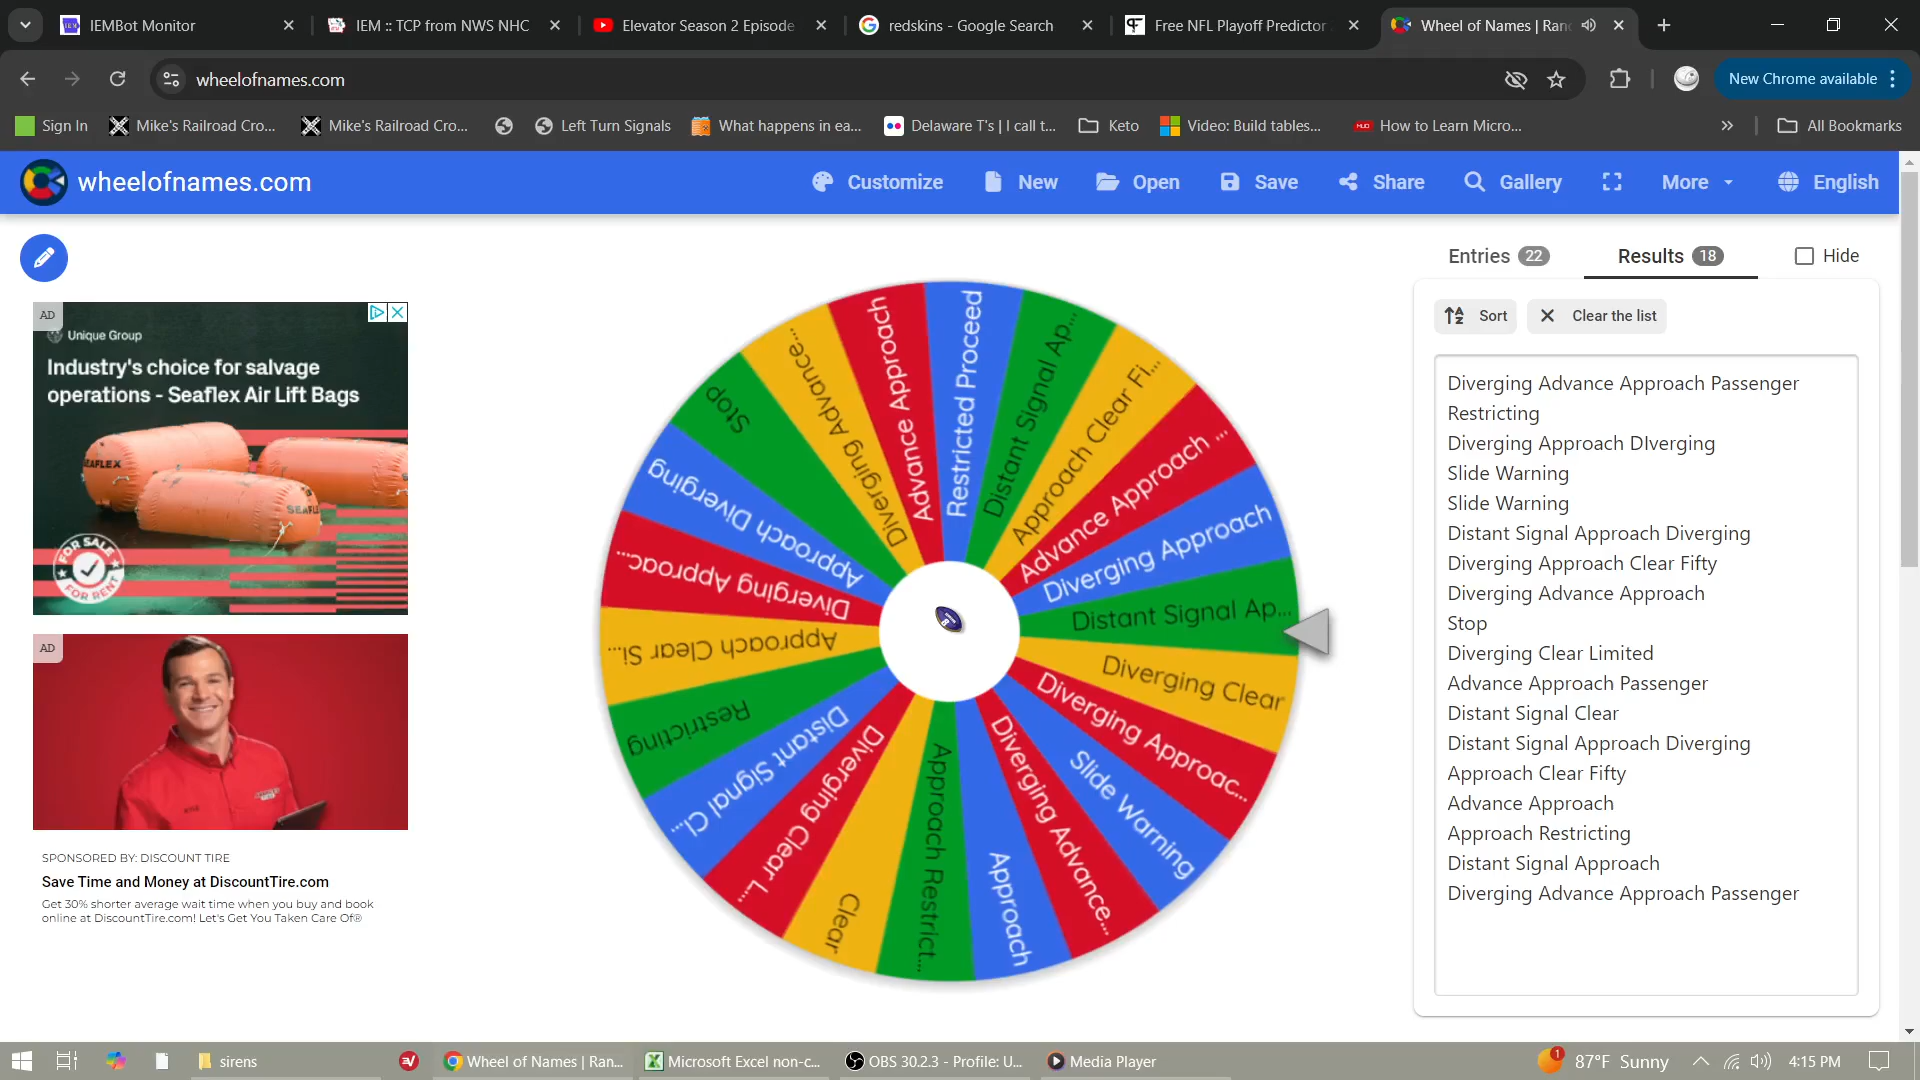 IEMBot Monitor
IEM :: TCP from NWS NHC
Elevator Season 2 Episode
redskins - Google Search
Free NFL Playoff Predictor
Wheel of Names | Ran
wheelofnames.com
New Chrome available
Sign In
Mike's Railroad Cro...
Mike's Railroad Cro...
Left Turn Signals
What happens in ea...
Delaware T's | I call t...
Keto
Video: Build tables...
How to Learn Micro...
All Bookmarks
wheelofnames.com
Customize
New
Open
Save
Share
Gallery
More
English
AD
Unique Group
Industry's choice for salvage
operations - Seaflex Air Lift Bags
SEAFLEX
FOR SALE
FOR RENT
AD
SPONSORED BY: DISCOUNT TIRE
Save Time and Money at DiscountTire.com
Get 30% shorter average wait time when you buy and book
online at DiscountTire.com! Let's Get You Taken Care Of®
Restricted Proceed
Distant Signal Ap...
Approach Clear Fi...
Advance Approach ...
Diverging Approach
Distant Signal Ap...
Diverging Clear
Diverging Approac...
Slide Warning
Diverging Advance...
Approach
Approach Restrict...
Clear
Diverging Clear L...
Distant Signal Cl...
Restricting
Approach Clear Si...
Diverging Approac...
Approach Diverging
Stop
Diverging Advance...
Advance Approach
Entries 22
Results 18
Hide
Sort
Clear the list
Diverging Advance Approach Passenger
Restricting
Diverging Approach DIverging
Slide Warning
Slide Warning
Distant Signal Approach Diverging
Diverging Approach Clear Fifty
Diverging Advance Approach
Stop
Diverging Clear Limited
Advance Approach Passenger
Distant Signal Clear
Distant Signal Approach Diverging
Approach Clear Fifty
Advance Approach
Approach Restricting
Distant Signal Approach
Diverging Advance Approach Passenger
sirens
Wheel of Names | Ran...
Microsoft Excel non-c...
OBS 30.2.3 - Profile: U...
Media Player
1
87°F Sunny
4:15 PM